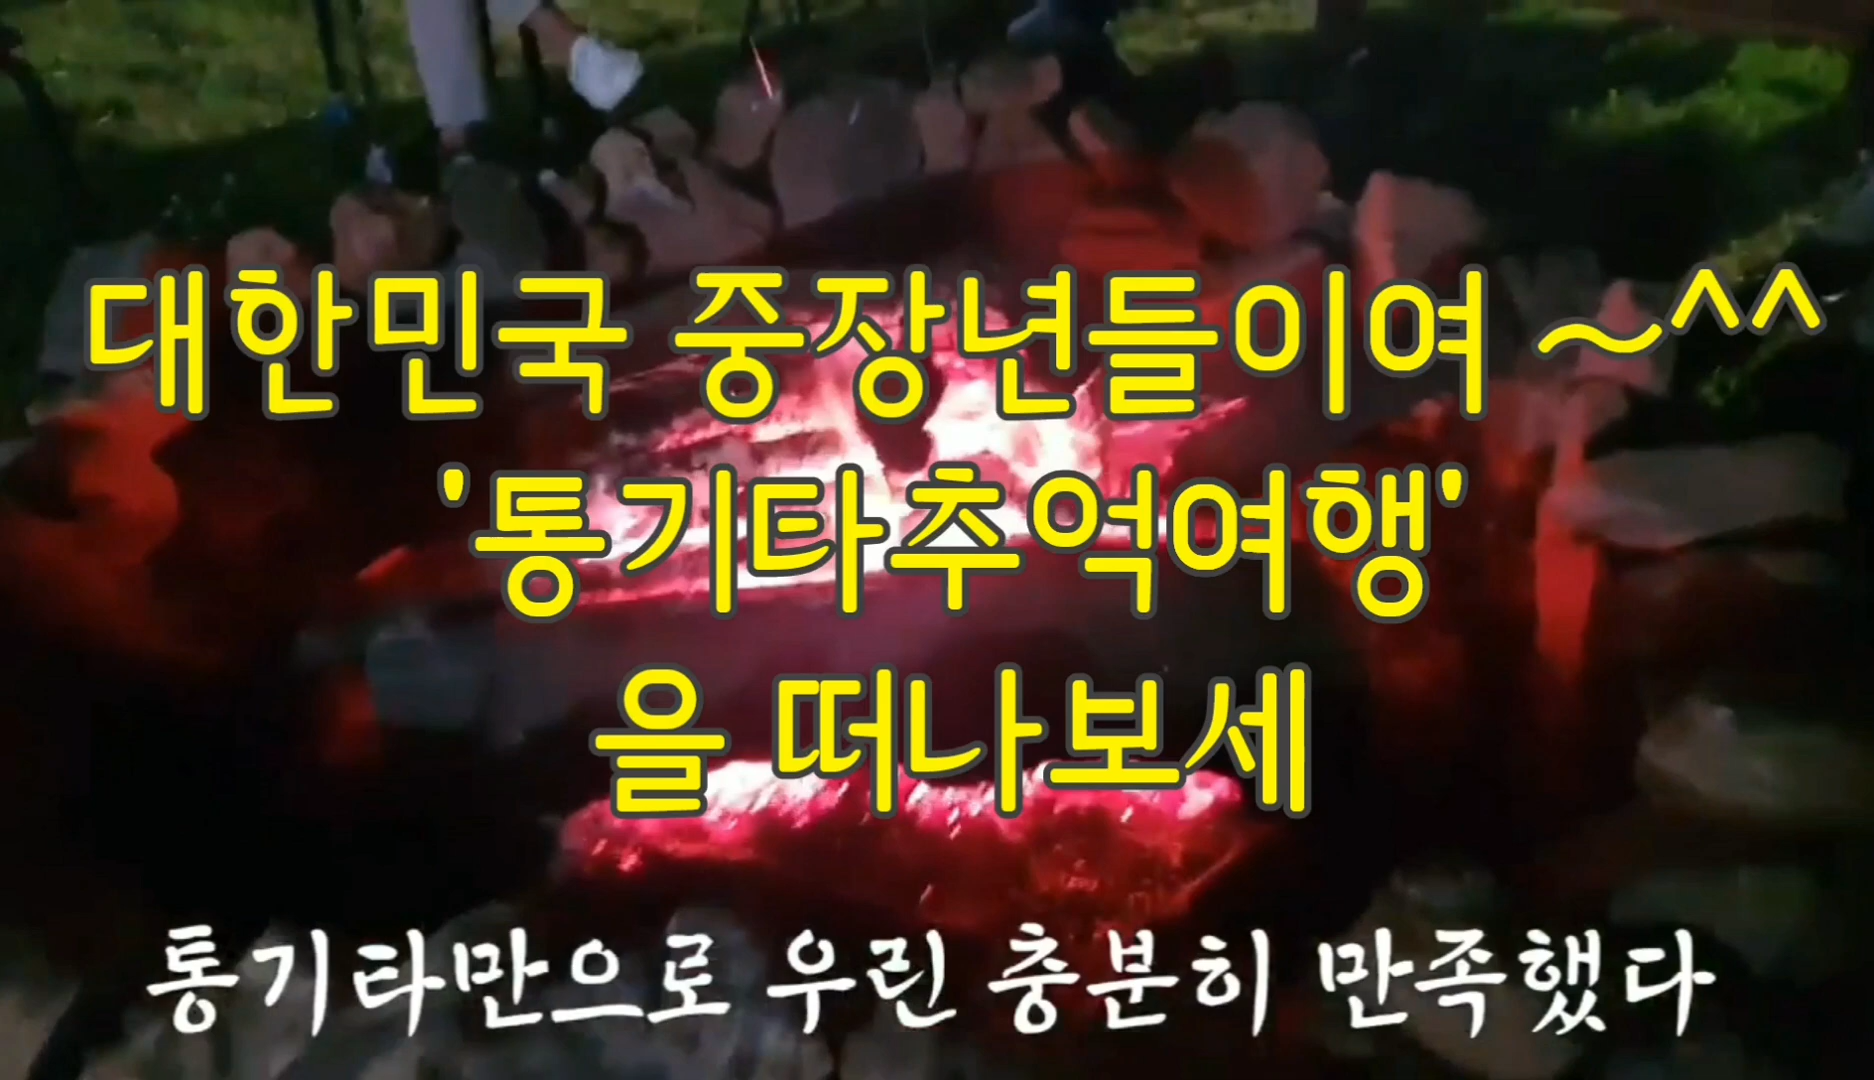 대한민국 중장년들이여 ~^^
'통기타추억여행'
을 떠나보세
통기타만으로 우린 충분히 만족했다